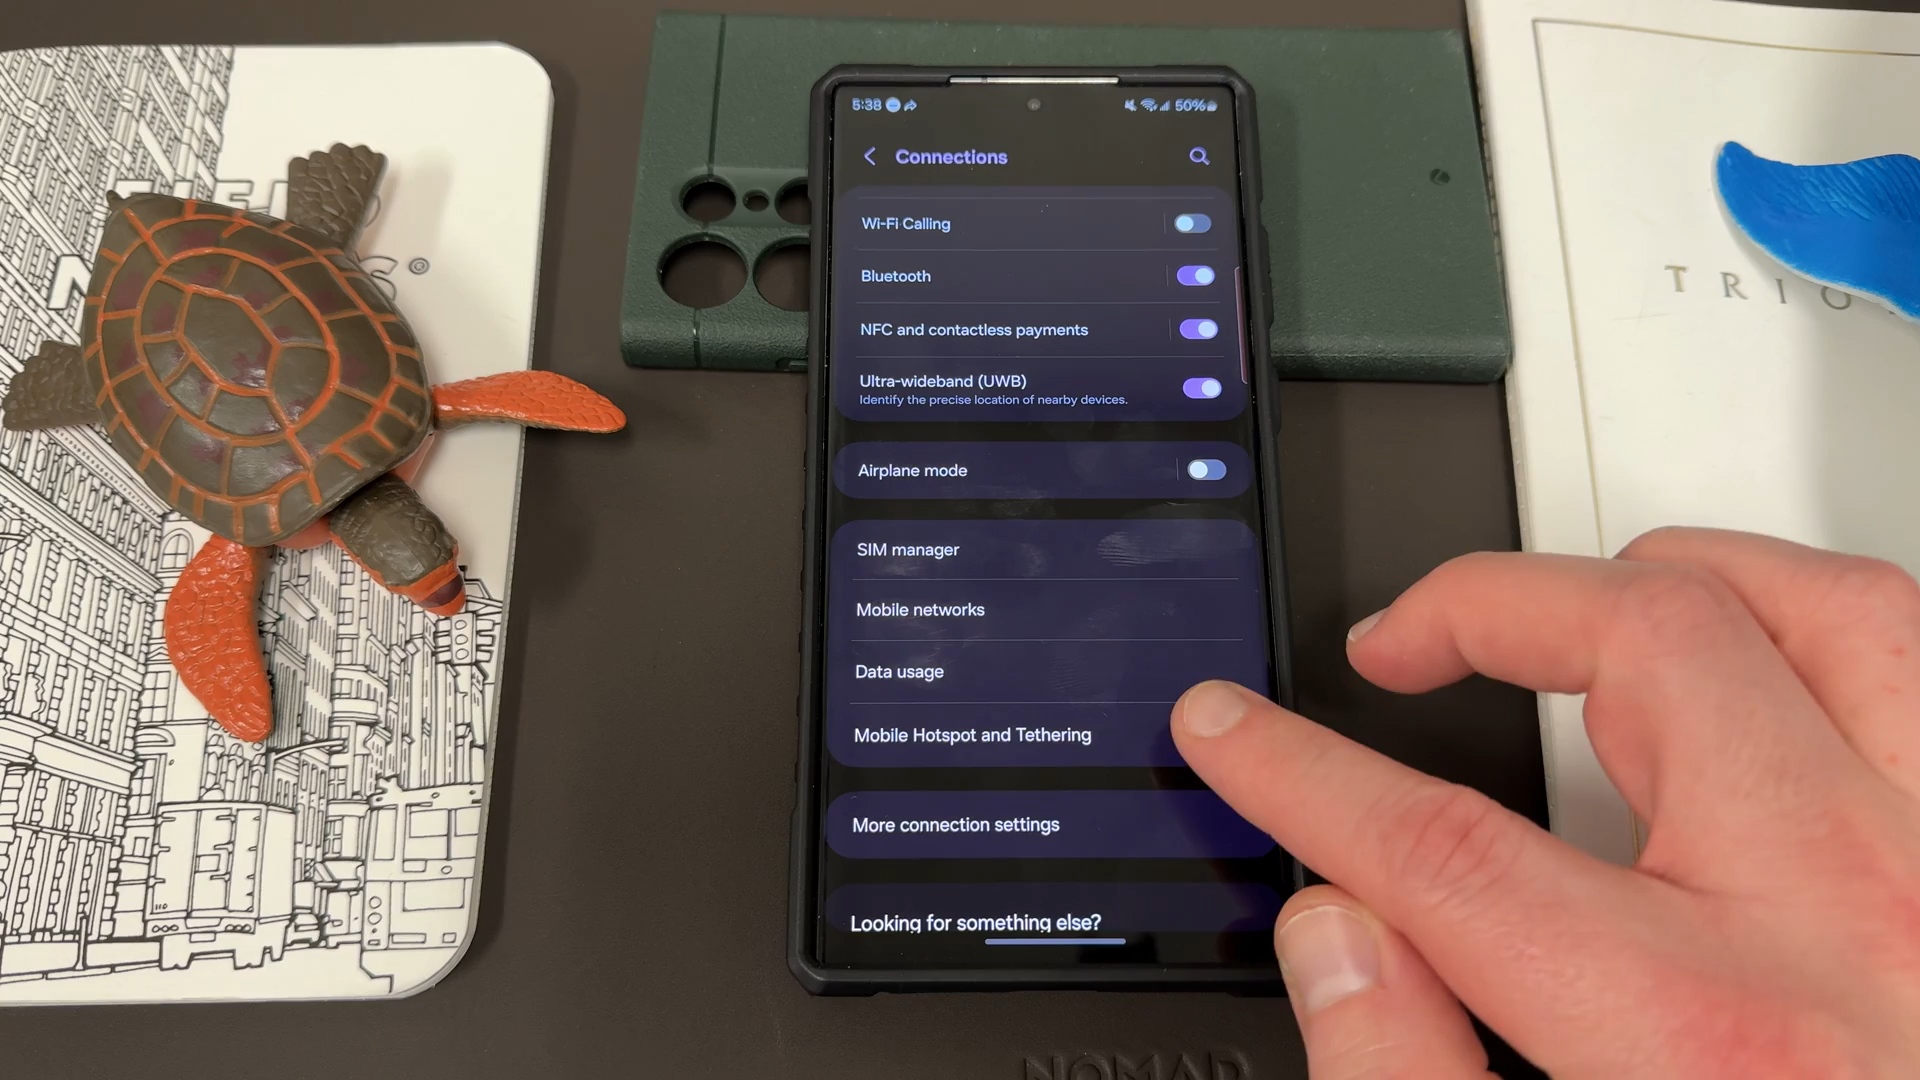 5:38
50%
Connections
Wi-Fi Calling
Bluetooth
NFC and contactless payments
Ultra-wideband (UWB)
Identify the precise location of nearby devices.
Airplane mode
SIM manager
Mobile networks
Data usage
Mobile Hotspot and Tethering
More connection settings
Looking for something else?
NOMAD